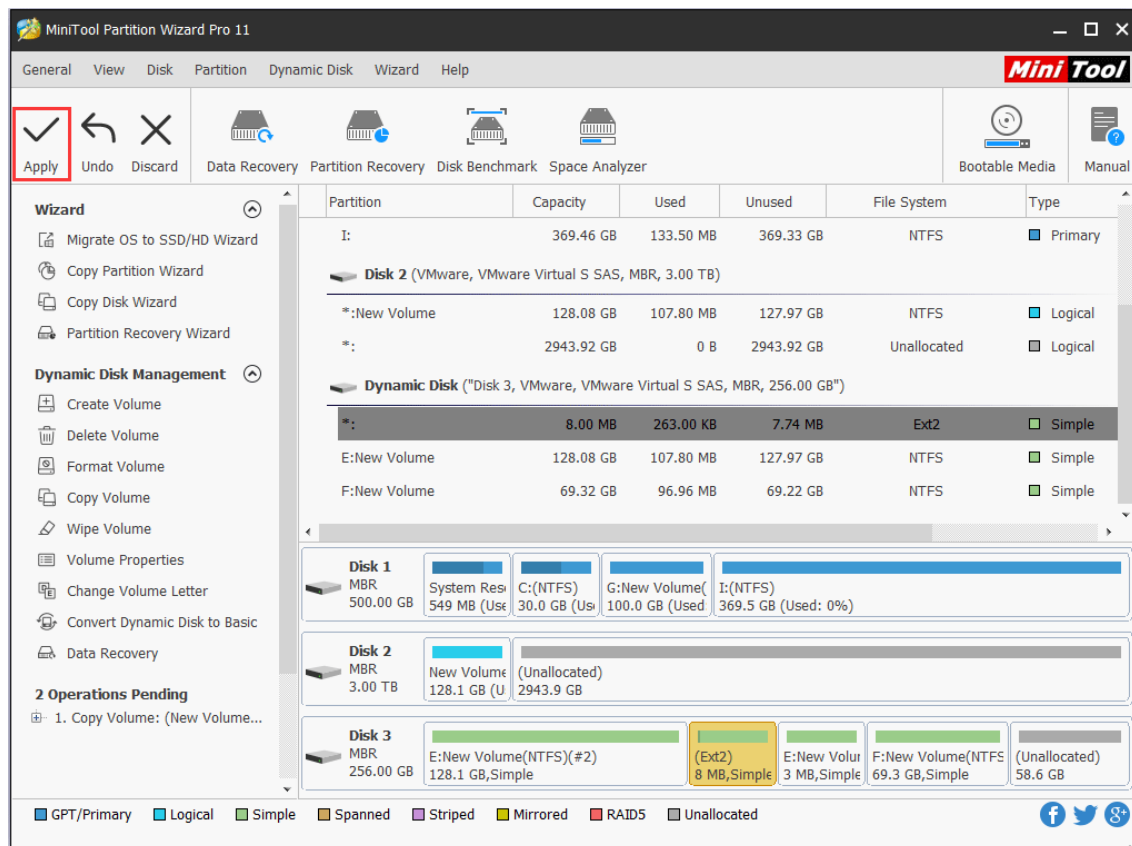 MiniTool Partition Wizard Pro 11
General View Disk Partition Dynamic Disk Wizard Help
Mini Tool
Apply Undo Discard Data Recovery Partition Recovery Disk Benchmark Space Analyzer Bootable Media Manual
Wizard
Migrate OS to SSD/HD Wizard
Copy Partition Wizard
Copy Disk Wizard
Partition Recovery Wizard
Dynamic Disk Management
Create Volume
Delete Volume
Format Volume
Copy Volume
Wipe Volume
Volume Properties
Change Volume Letter
Convert Dynamic Disk to Basic
Data Recovery
2 Operations Pending
1. Copy Volume: (New Volume...
Partition Capacity Used Unused File System Type
I: 369.46 GB 133.50 MB 369.33 GB NTFS Primary
Disk 2 (VMware, VMware Virtual S SAS, MBR, 3.00 TB)
*:New Volume 128.08 GB 107.80 MB 127.97 GB NTFS Logical
*: 2943.92 GB 0 B 2943.92 GB Unallocated Logical
Dynamic Disk ("Disk 3, VMware, VMware Virtual S SAS, MBR, 256.00 GB")
*: 8.00 MB 263.00 KB 7.74 MB Ext2 Simple
E:New Volume 128.08 GB 107.80 MB 127.97 GB NTFS Simple
F:New Volume 69.32 GB 96.96 MB 69.22 GB NTFS Simple
Disk 1
MBR
500.00 GB
System Res
549 MB (Use
C:(NTFS)
30.0 GB (Us
G:New Volume(
100.0 GB (Used
I:(NTFS)
369.5 GB (Used: 0%)
Disk 2
MBR
3.00 TB
New Volume
128.1 GB (U
(Unallocated)
2943.9 GB
Disk 3
MBR
256.00 GB
E:New Volume(NTFS)(#2)
128.1 GB,Simple
(Ext2)
8 MB,Simple
E:New Volur
3 MB,Simple
F:New Volume(NTFS
69.3 GB,Simple
(Unallocated)
58.6 GB
GPT/Primary Logical Simple Spanned Striped Mirrored RAID5 Unallocated